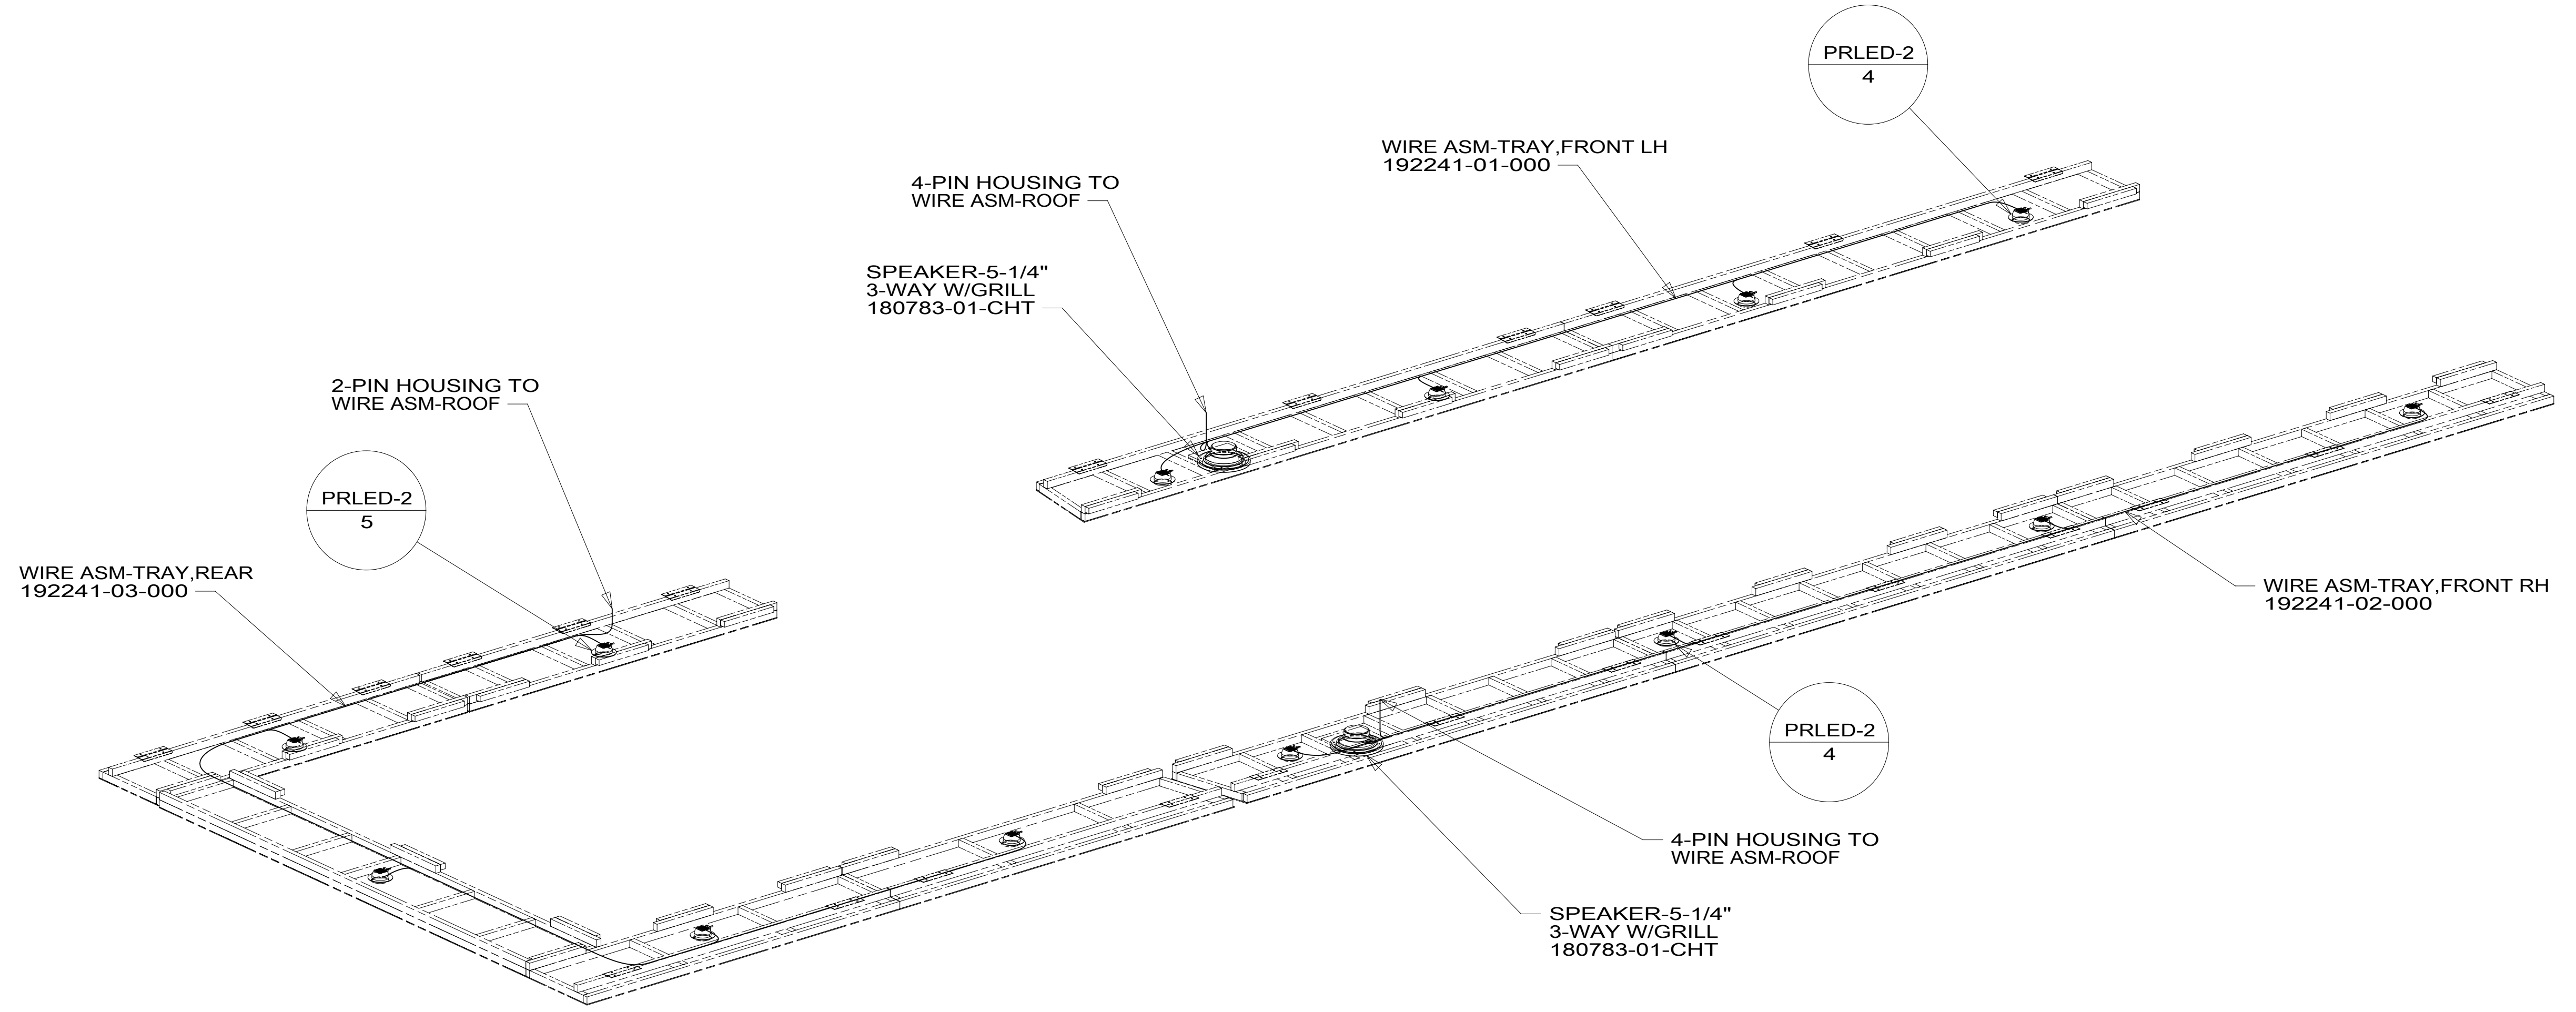 PRLED-2
4
WIRE ASM-TRAY,FRONT LH
192241-01-000
4-PIN HOUSING TO
WIRE ASM-ROOF
SPEAKER-5-1/4"
3-WAY W/GRILL
180783-01-CHT
2-PIN HOUSING TO
WIRE ASM-ROOF
PRLED-2
5
WIRE ASM-TRAY,REAR
192241-03-000
WIRE ASM-TRAY,FRONT RH
192241-02-000
PRLED-2
4
4-PIN HOUSING TO
WIRE ASM-ROOF
SPEAKER-5-1/4"
3-WAY W/GRILL
180783-01-CHT